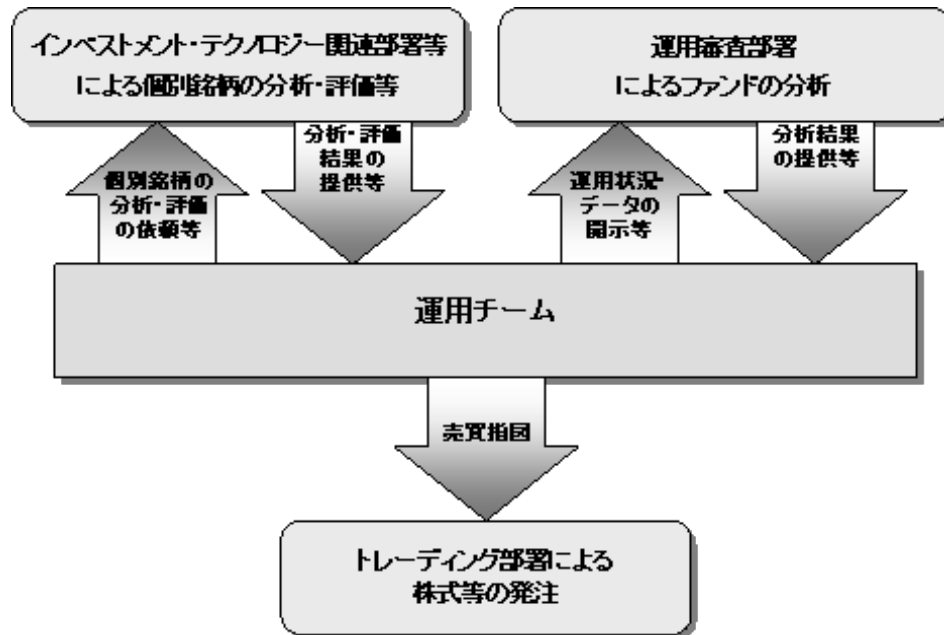 インベストメント・テクノロジー関連部署等
による個別銘柄の分析・評価等
運用審査部署
によるファンドの分析
個別銘柄の
分析・評価
の依頼等
分析・評価
結果の
提供等
運用状況・
データの
開示等
分析結果
の提供等
運用チーム
売買指図
トレーディング部署による
株式等の発注